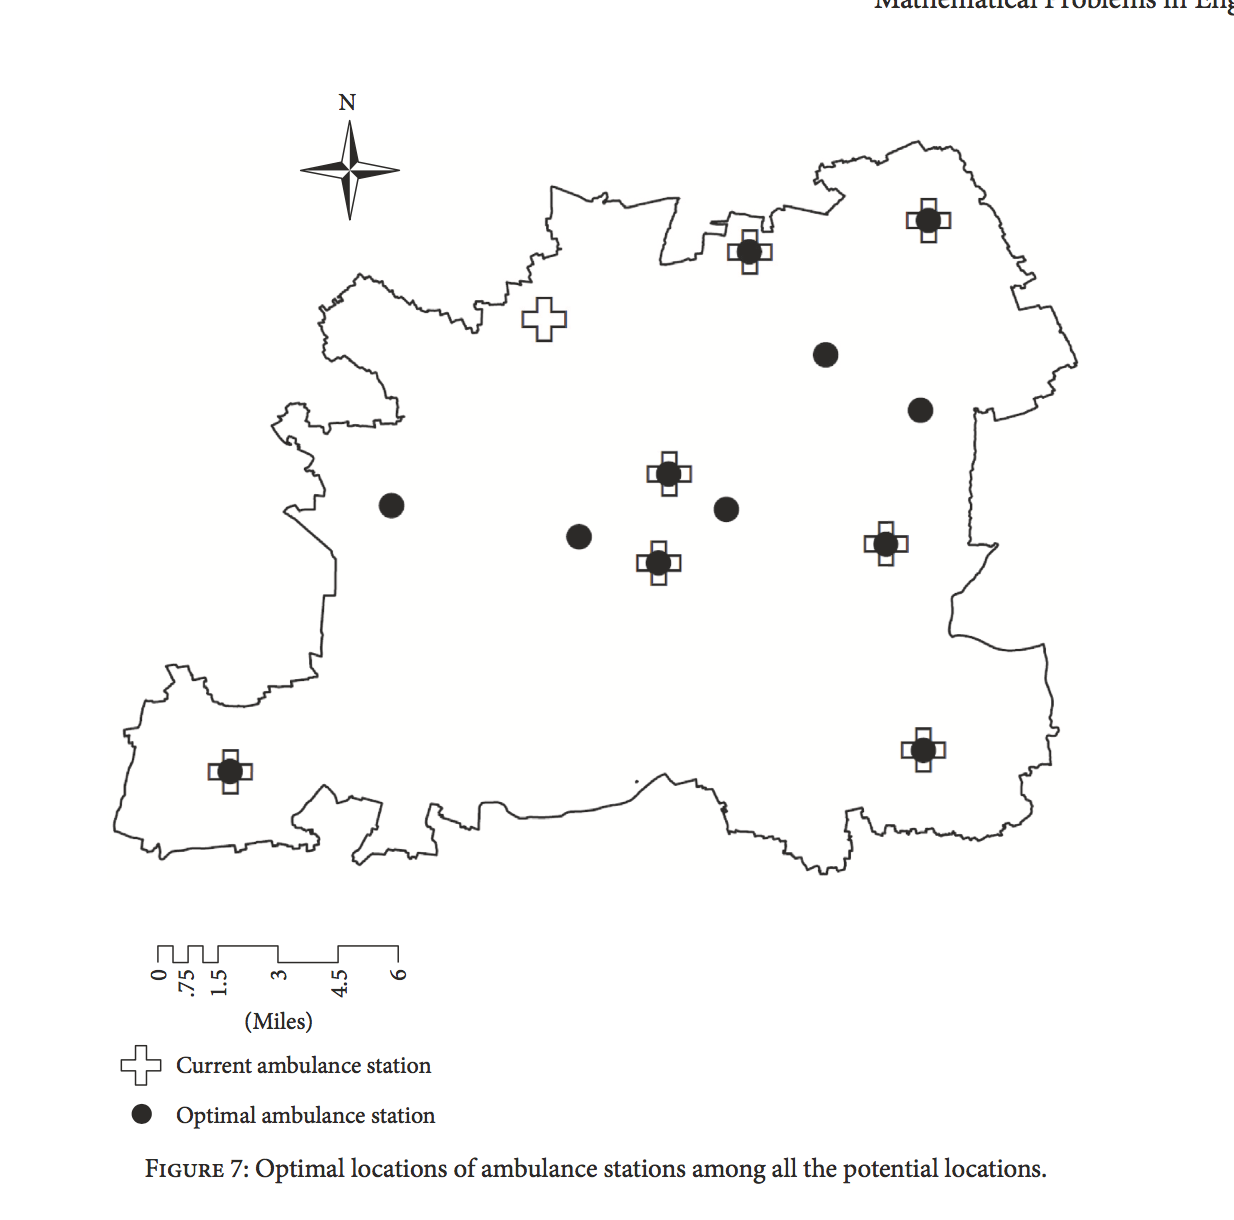 Mathematical Problems in Eng
N
0
.75
1.5
3
4.5
6
(Miles)
Current ambulance station
Optimal ambulance station
FIGURE 7: Optimal locations of ambulance stations among all the potential locations.